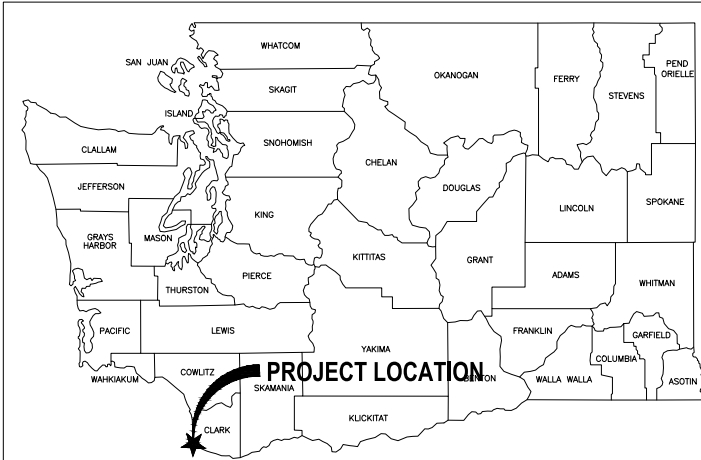 WHATCOM
SAN JUAN
SKAGIT
ISLAND
SNOHOMISH
CLALLAM
JEFFERSON
KING
GRAYS
HARBOR
MASON
PIERCE
THURSTON
PACIFIC
LEWIS
WAHKIAKUM
COWLITZ
SKAMANIA
CLARK
OKANOGAN
FERRY
STEVENS
PEND
ORIELLE
CHELAN
DOUGLAS
LINCOLN
SPOKANE
KITTITAS
GRANT
ADAMS
WHITMAN
YAKIMA
FRANKLIN
GARFIELD
COLUMBIA
BENTON
WALLA WALLA
ASOTIN
KLICKITAT
PROJECT LOCATION